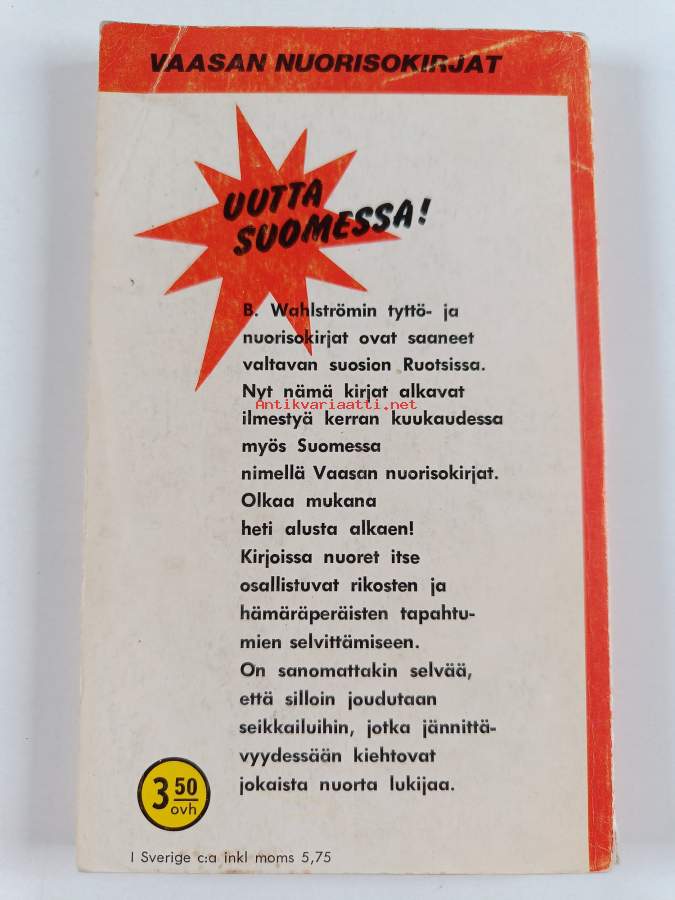 VAASAN NUORISOKIRJAT
UUTTA
SUOMESSA!
B. Wahlströmin tyttö- ja
nuorisokirjat ovat saaneet
valtavan suosion Ruotsissa.
Nyt nämä kirjat alkavat
Antikvariaatti.net
ilmestyä kerran kuukaudessa
myös Suomessa
nimellä Vaasan nuorisokirjat.
Olkaa mukana
heti alusta alkaen!
Kirjoissa nuoret itse
osallistuvat rikosten ja
hämäräperäisten tapahtu-
mien selvittämiseen.
On sanomattakin selvää,
että silloin joudutaan
seikkailuihin, jotka jännittä-
vyydessään kiehtovat
jokaista nuorta lukijaa.
3 50
ovh
I Sverige c:a inkl moms 5,75